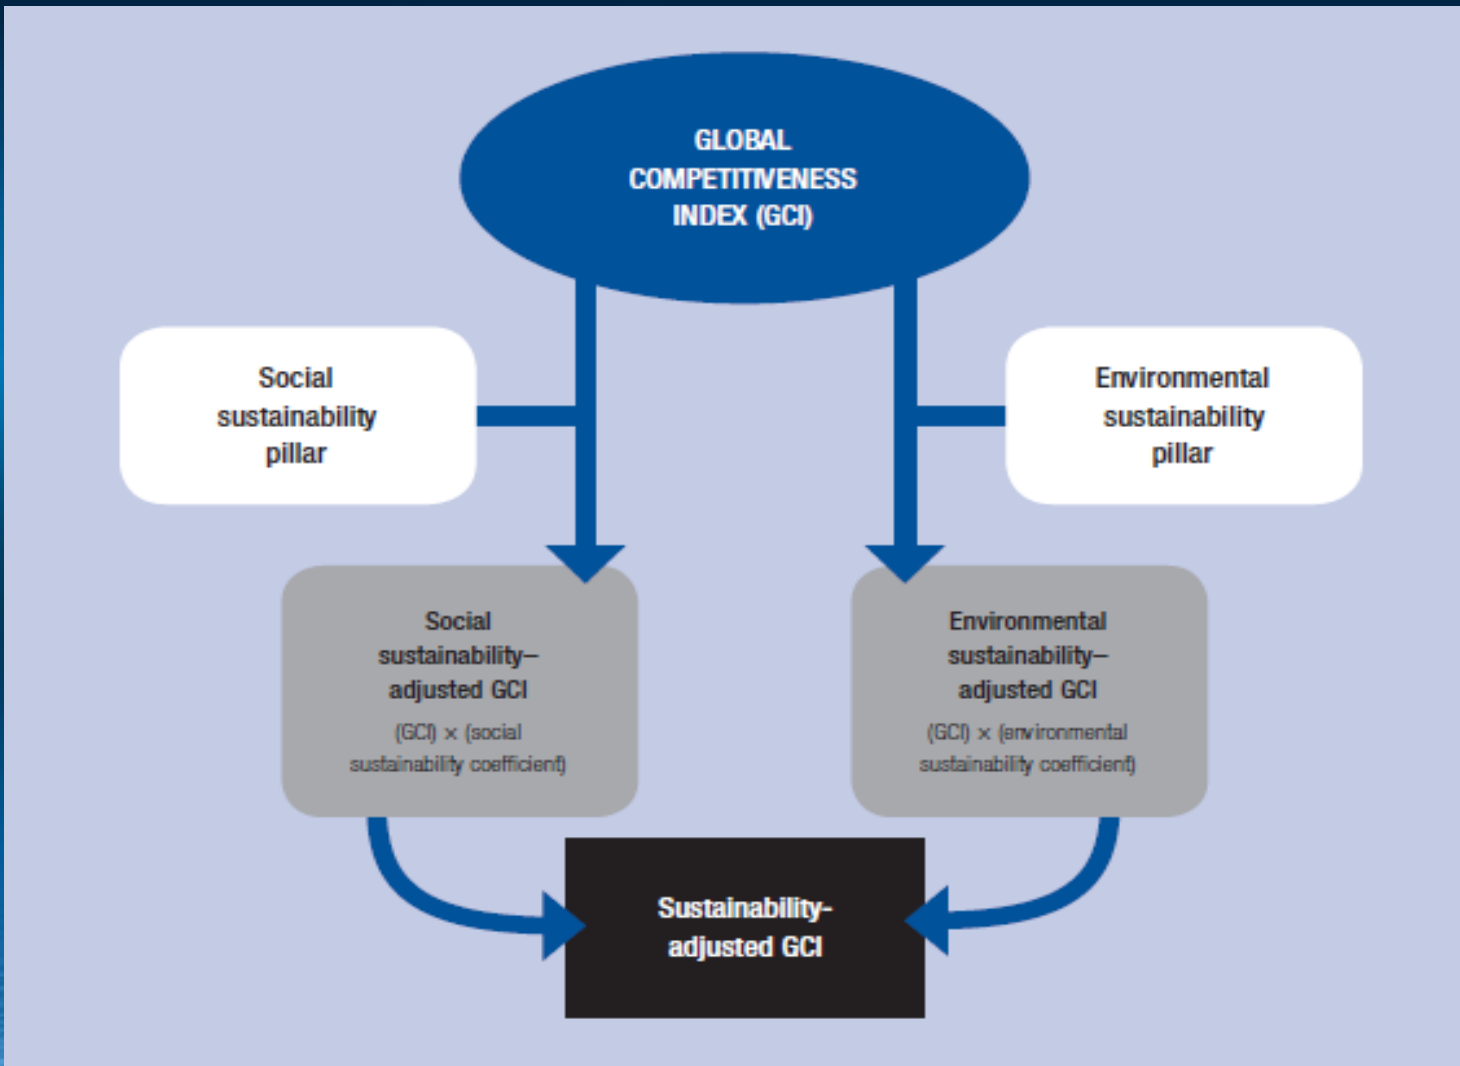 GLOBAL
COMPETITIVENESS
INDEX (GCI)
Social
sustainability
pillar
Environmental
sustainability
pillar
Social
sustainability–
adjusted GCI
(GCI) × (social
sustainability coefficient)
Environmental
sustainability–
adjusted GCI
(GCI) × (environmental
sustainability coefficient)
Sustainability-
adjusted GCI